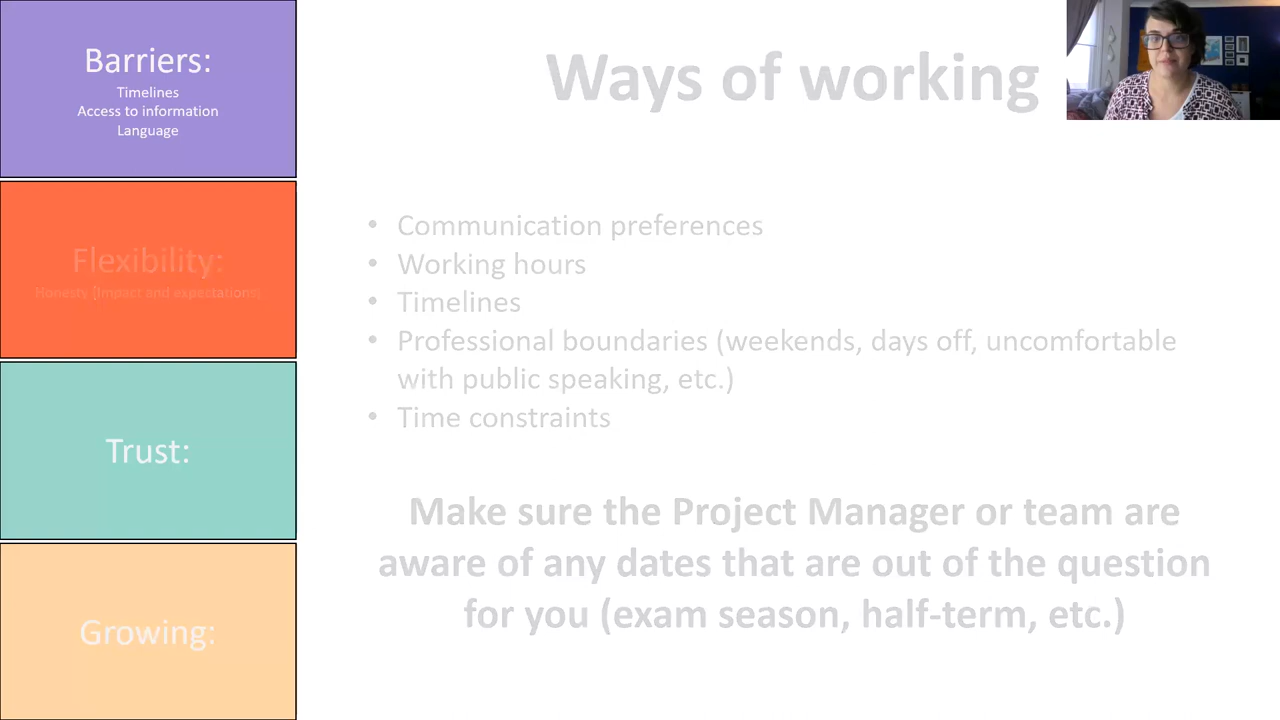 Barriers:
Timelines
Access to information
Language
Flexibility:
Honesty (Impact and expectations)
Trust:
Growing:
Ways of working
• Communication preferences
• Working hours
• Timelines
• Professional boundaries (weekends, days off, uncomfortable
with public speaking, etc.)
• Time constraints
Make sure the Project Manager or team are
aware of any dates that are out of the question
for you (exam season, half-term, etc.)